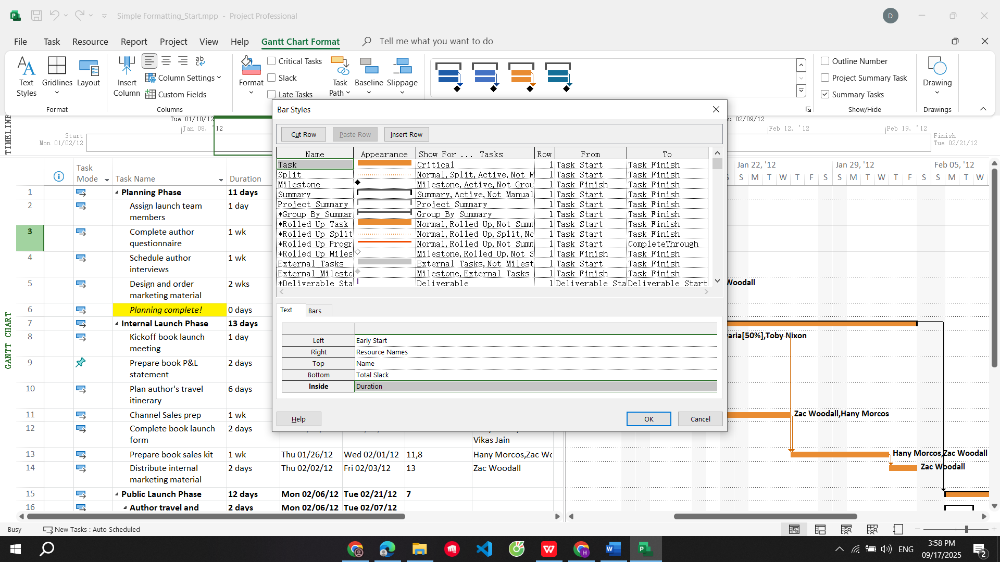 Simple Formatting_Start.mpp - Project Professional
D
File Task Resource Report Project View Help Gantt Chart Format Tell me what you want to do
Text Styles
Gridlines
Layout
Format
Insert Column
Column Settings
Custom Fields
Columns
Format
Critical Tasks
Slack
Late Tasks
Task Path
Baseline
Slippage
Outline Number
Project Summary Task
Summary Tasks
Show/Hide
Drawing
Drawings
TIMELINE
Tue 01/10/12
Jan 08, '12
Start
Mon 01/02/12
02/09/12
Feb 12, '12
Feb 19, '12
Finish
Tue 02/21/12
Bar Styles
Cut Row Paste Row Insert Row
Name Appearance Show For ... Tasks Row From To
Task Critical 1 Task Start Task Finish
Split Normal,Split,Active,Not M 1 Task Start Task Finish
Milestone Milestone,Active,Not Grou 1 Task Finish Task Finish
Summary Summary,Active,Not Manual 1 Task Start Task Finish
Project Summary Project Summary 1 Task Start Task Finish
*Group By Summar Group By Summary 1 Task Start Task Finish
*Rolled Up Task Normal,Rolled Up,Not Summ 1 Task Start Task Finish
*Rolled Up Split Normal,Rolled Up,Split,No 1 Task Start Task Finish
*Rolled Up Progr Normal,Rolled Up,Not Summ 1 Task Start CompleteThrough
*Rolled Up Miles Milestone,Rolled Up,Not S 1 Task Finish Task Finish
External Tasks External Tasks,Not Milest 1 Task Start Task Finish
External Milesto Milestone,External Tasks 1 Task Finish Task Finish
*Deliverable Sta Deliverable 1 Deliverable Sta Deliverable Start
Text Bars
Left Early Start
Right Resource Names
Top Name
Bottom Total Slack
Inside Duration
Help OK Cancel
GANTT CHART
Task Mode Task Name Duration
1 Planning Phase 11 days
2 Assign launch team members 1 day
3 Complete author questionnaire 1 wk
4 Schedule author interviews 1 wk
5 Design and order marketing material 2 wks
6 Planning complete! 0 days
7 Internal Launch Phase 13 days
8 Kickoff book launch meeting 1 day
9 Prepare book P&L statement 2 days
10 Plan author's travel itinerary 6 days
11 Channel Sales prep 1 wk
12 Complete book launch form 2 days
Vikas Jain
13 Prepare book sales kit 1 wk Thu 01/26/12 Wed 02/01/12 11,8 Hany Morcos,Zac Wo
14 Distribute internal marketing material 2 days Thu 02/02/12 Fri 02/03/12 13 Zac Woodall
15 Public Launch Phase 12 days Mon 02/06/12 Tue 02/21/12 7
16 Author travel and 2 days Mon 02/06/12 Tue 02/07/12
Jan 22, '12 Jan 29, '12 Feb 05, '12
S S M T W T F S S M T W T F S S M T W
Woodall
aria[50%],Toby Nixon
Zac Woodall,Hany Morcos
Hany Morcos,Zac Woodall
Zac Woodall
Busy New Tasks : Auto Scheduled
ENG
3:58 PM
09/17/2025
2